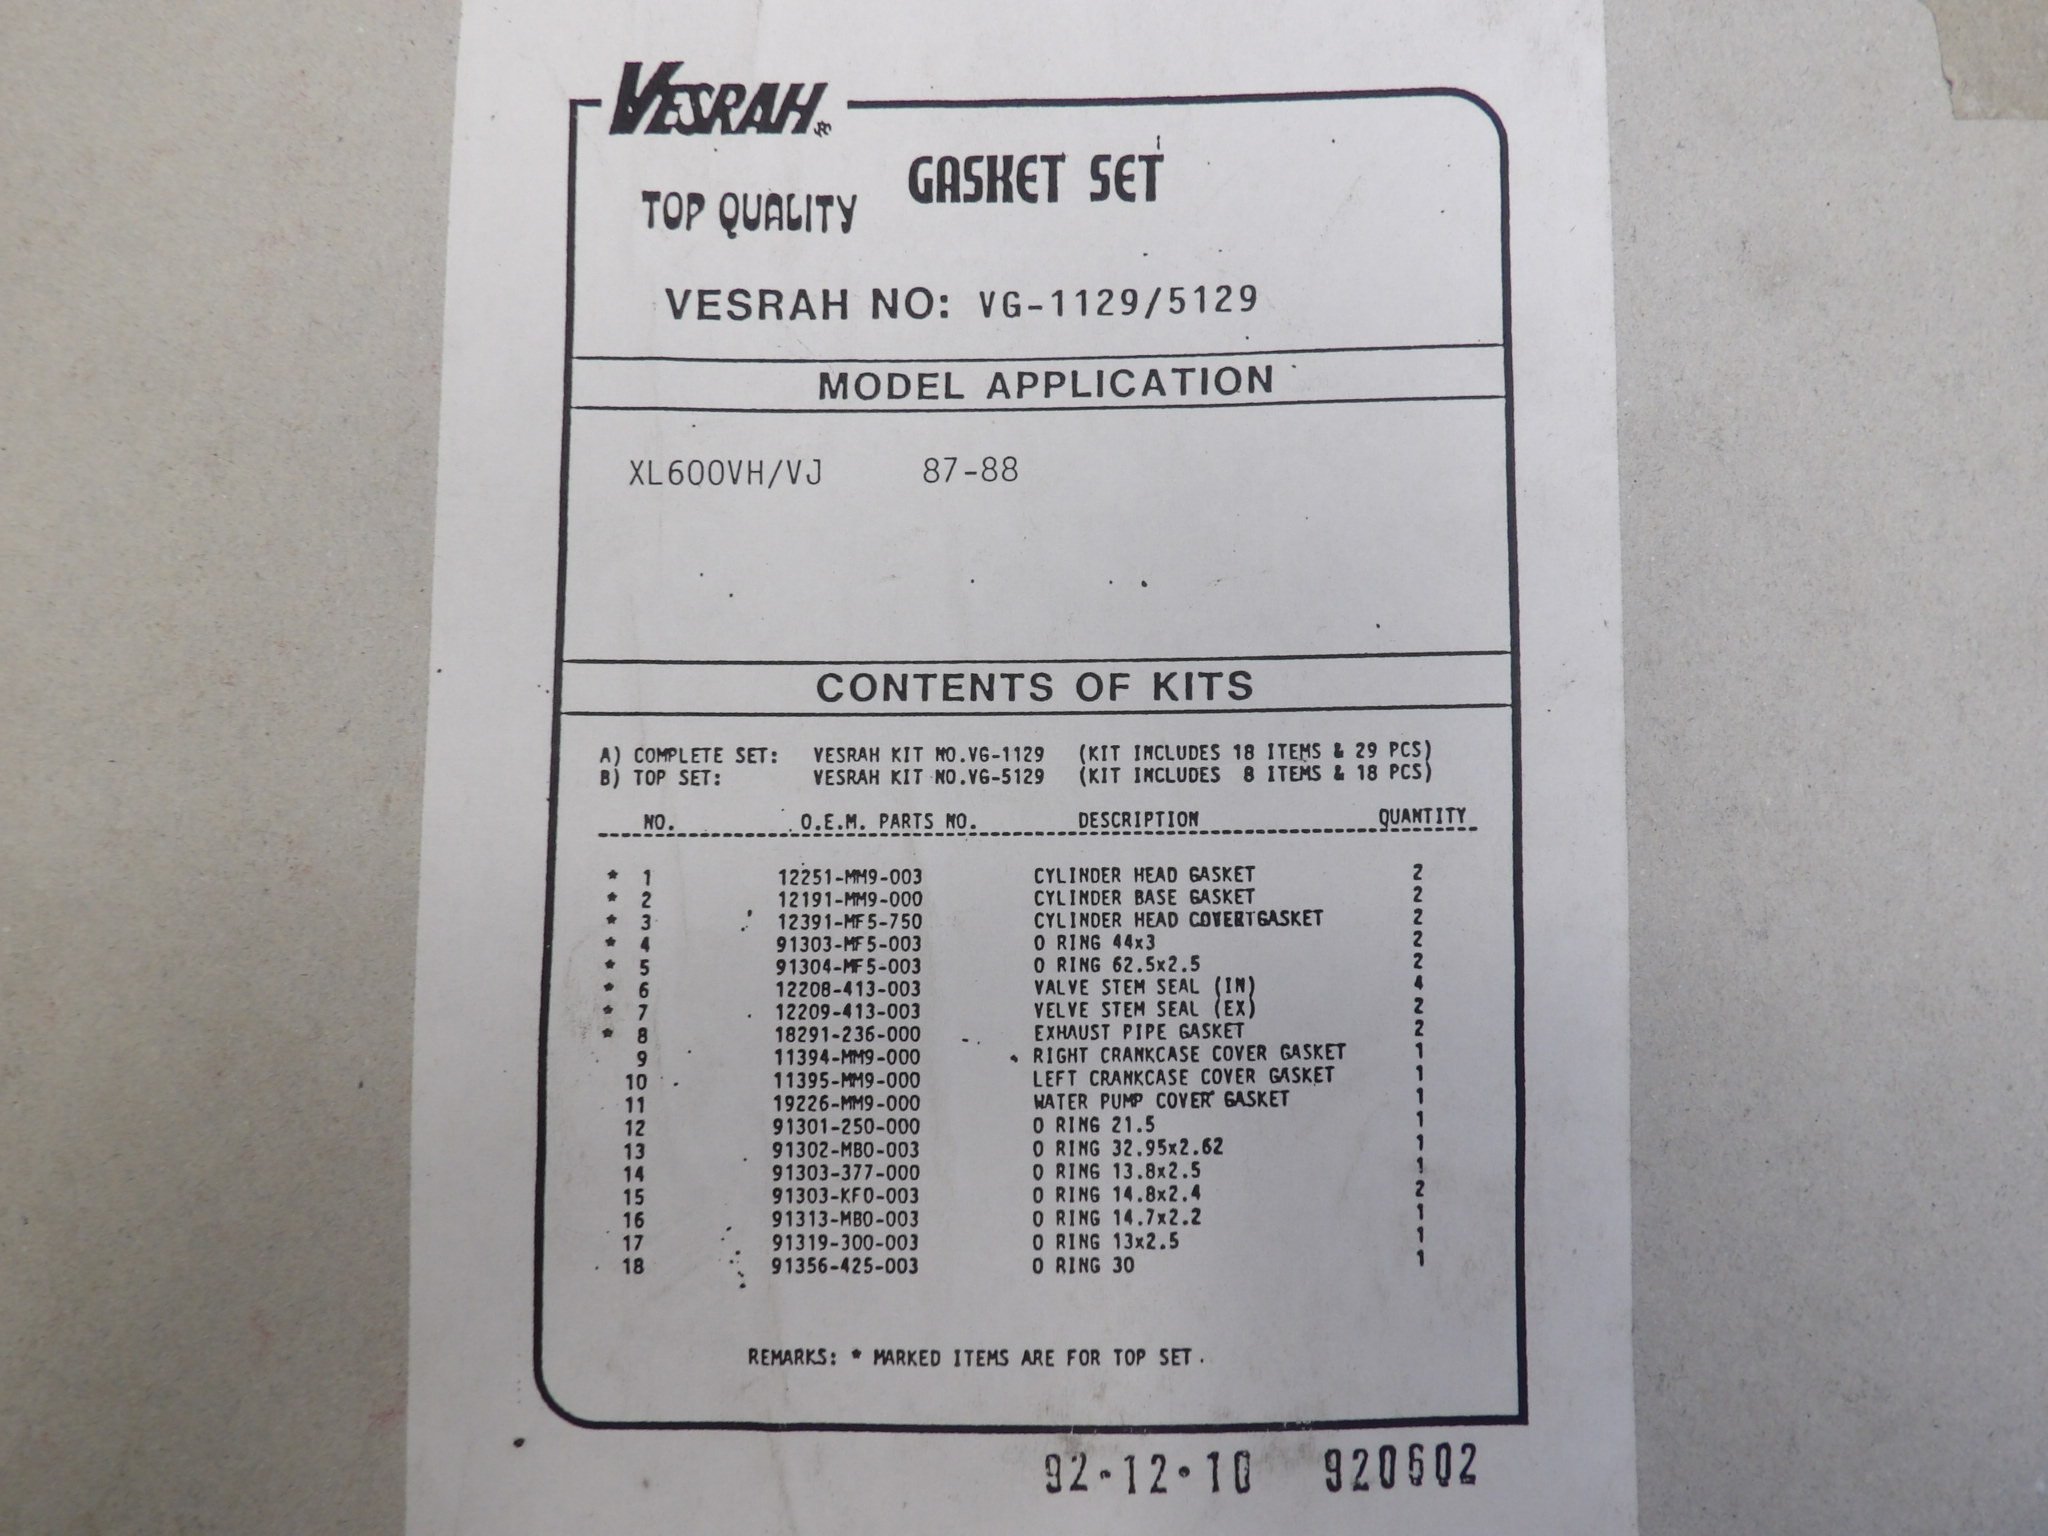 VESRAH
GASKET SET
TOP QUALITY
VESRAH NO: VG-1129/5129
MODEL APPLICATION
XL600VH/VJ 87-88
CONTENTS OF KITS
A) COMPLETE SET: VESRAH KIT NO.VG-1129 (KIT INCLUDES 18 ITEMS & 29 PCS)
B) TOP SET: VESRAH KIT NO.VG-5129 (KIT INCLUDES 8 ITEMS & 18 PCS)
NO. O.E.M. PARTS NO. DESCRIPTION QUANTITY
* 1 12251-MM9-003 CYLINDER HEAD GASKET 2
* 2 12191-MM9-000 CYLINDER BASE GASKET 2
* 3 12391-MF5-750 CYLINDER HEAD GASKET 2
* 4 91303-MF5-003 O RING 44x3 2
* 5 91304-MF5-003 O RING 62.5x2.5 2
* 6 12208-413-003 VALVE STEM SEAL (IN) 4
* 7 12209-413-003 VELVE STEM SEAL (EX) 2
* 8 18291-236-000 EXHAUST PIPE GASKET 2
9 11394-MM9-000 RIGHT CRANKCASE COVER GASKET 1
10 11395-MM9-000 LEFT CRANKCASE COVER GASKET 1
11 19226-MM9-000 WATER PUMP COVER GASKET 1
12 91301-250-000 O RING 21.5 1
13 91302-MB0-003 O RING 32.95x2.62 1
14 91303-377-000 O RING 13.8x2.5 1
15 91303-KF0-003 O RING 14.8x2.4 2
16 91313-MB0-003 O RING 14.7x2.2 1
17 91319-300-003 O RING 13x2.5 1
18 91356-425-003 O RING 30 1
REMARKS: * MARKED ITEMS ARE FOR TOP SET.
92·12·10 920602